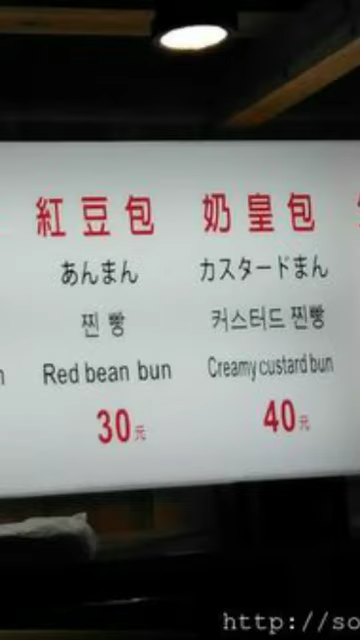 紅豆包
あんまん
찐빵
Red bean bun
30元
奶皇包
カスタードまん
커스터드 찐빵
Creamy custard bun
40元
http://so